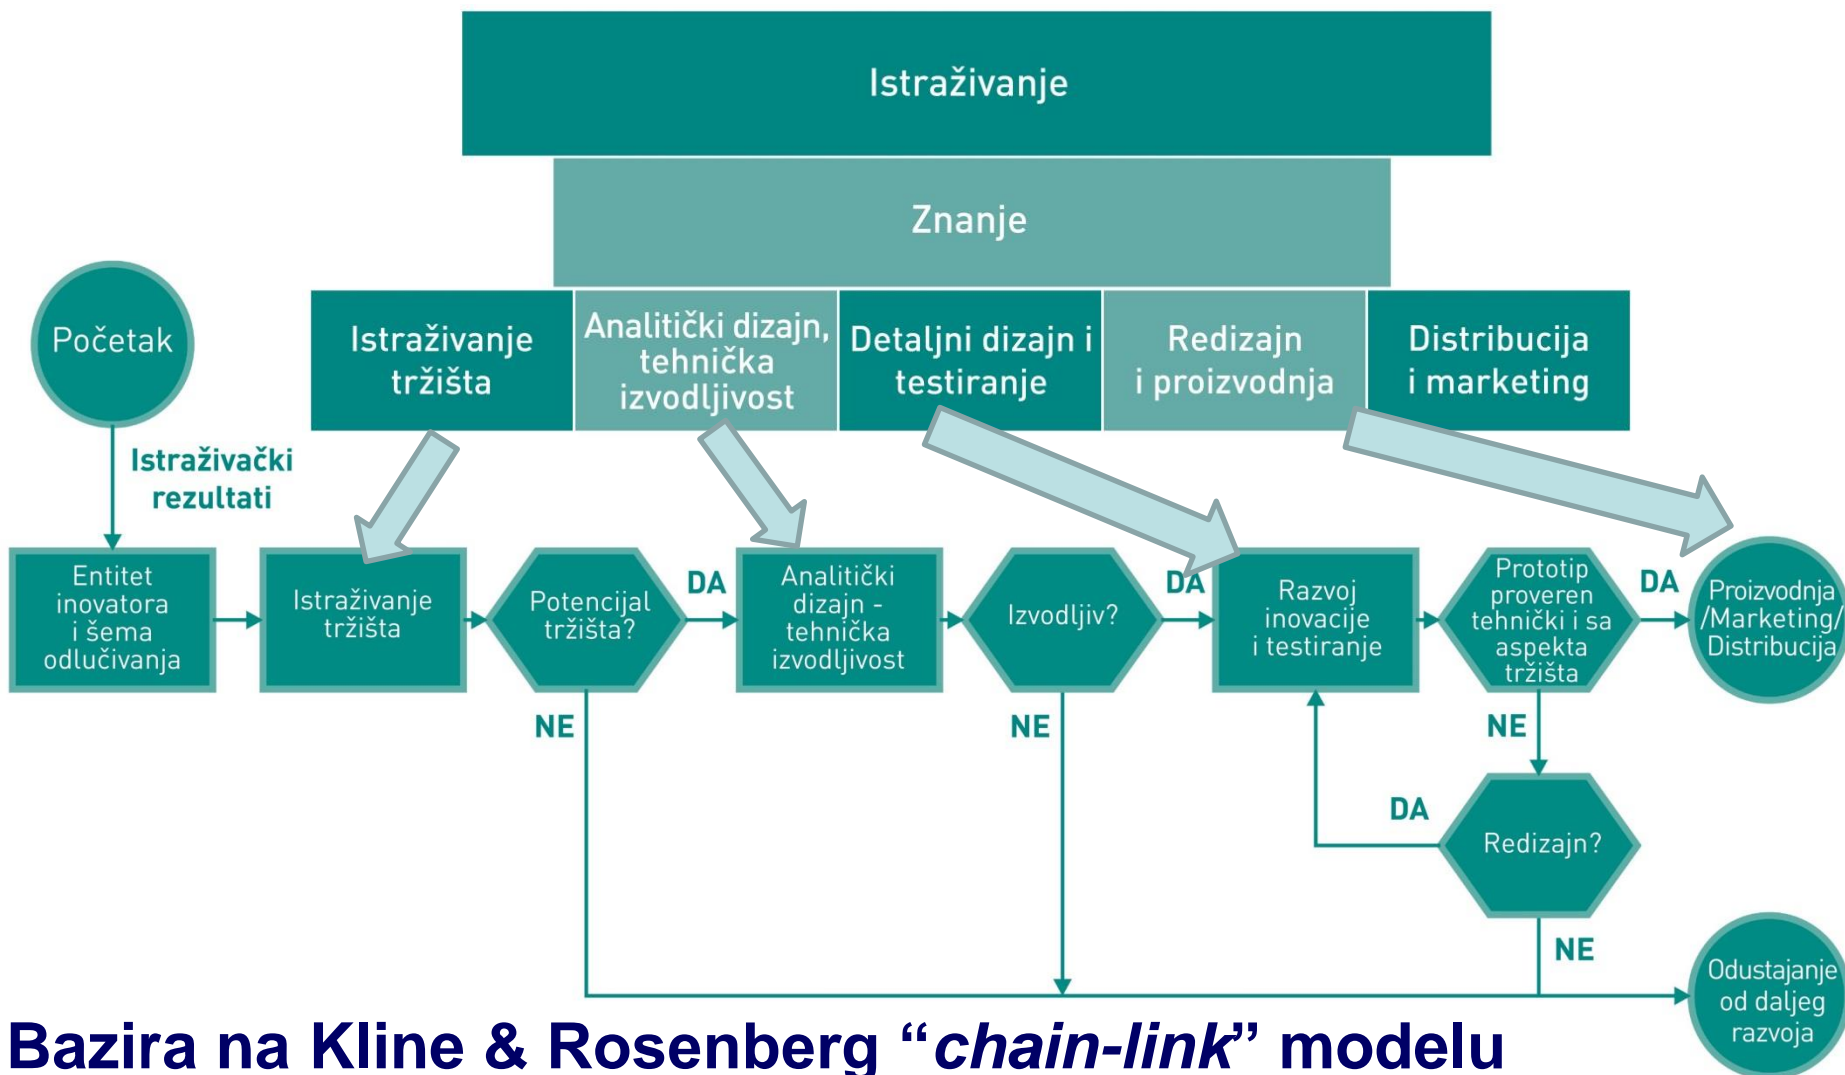 Istraživanje
Znanje
Početak
Istraživanje
tržišta
Analitički dizajn,
tehnička
izvodljivost
Detaljni dizajn i
testiranje
Redizajn
i proizvodnja
Distribucija
i marketing
Istraživački
rezultati
Entitet
inovatora
i šema
odlučivanja
Istraživanje
tržišta
Potencijal
tržišta?
DA
Analitički
dizajn -
tehnička
izvodljivost
Izvodljiv?
DA
Razvoj
inovacije
i testiranje
Prototip
proveren
tehnički i sa
aspekta
tržišta
DA
Proizvodnja
/Marketing/
Distribucija
NE
NE
NE
DA
Redizajn?
NE
Odustajanje
od daljeg
razvoja
Bazira na Kline & Rosenberg “chain-link” modelu